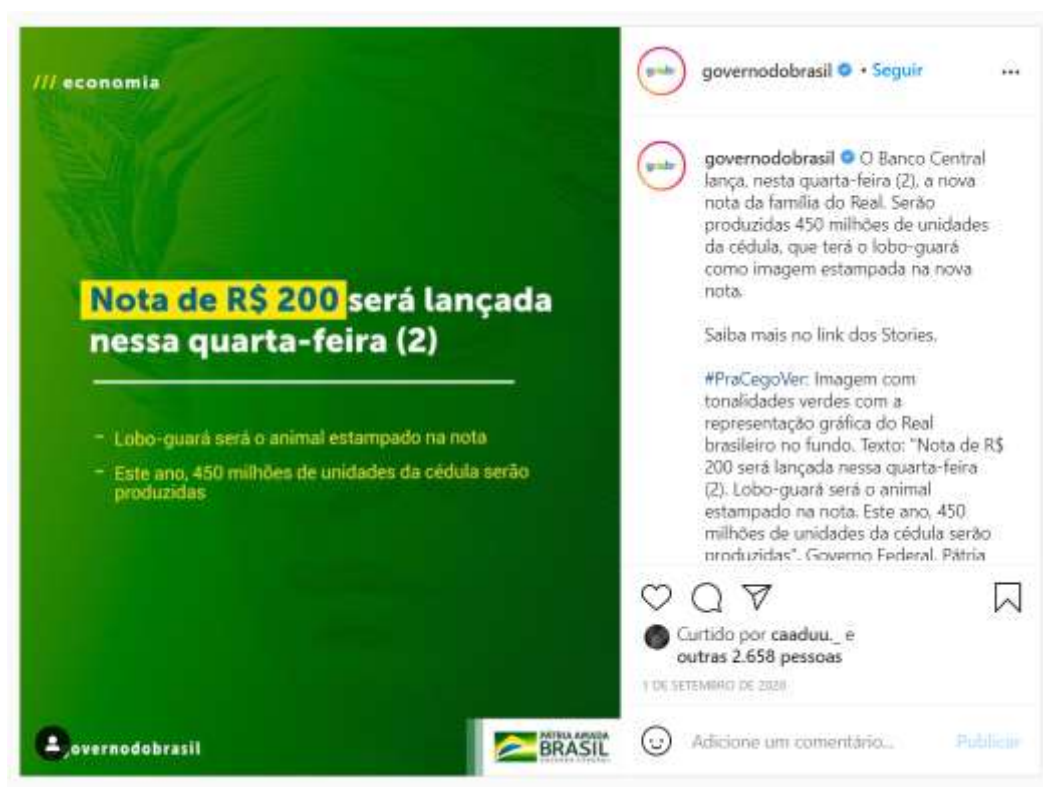 /// economia
Nota de R$ 200 será lançada
nessa quarta-feira (2)
- Lobo-guará será o animal estampado na nota
- Este ano, 450 milhões de unidades da cédula serão
produzidas
governodobrasil
PÁTRIA AMADA
BRASIL
GOVERNO FEDERAL
governodobrasil • Seguir
governodobrasil O Banco Central
lança, nesta quarta-feira (2), a nova
nota da família do Real. Serão
produzidas 450 milhões de unidades
da cédula, que terá o lobo-guará
como imagem estampada na nova
nota.
Saiba mais no link dos Stories.
#PraCegoVer: Imagem com
tonalidades verdes com a
representação gráfica do Real
brasileiro no fundo. Texto: "Nota de R$
200 será lançada nessa quarta-feira
(2). Lobo-guará será o animal
estampado na nota. Este ano, 450
milhões de unidades da cédula serão
produzidas". Governo Federal. Pátria
Curtido por caaduu._ e
outras 2.658 pessoas
1 DE SETEMBRO DE 2020
Adicione um comentário... Publicar